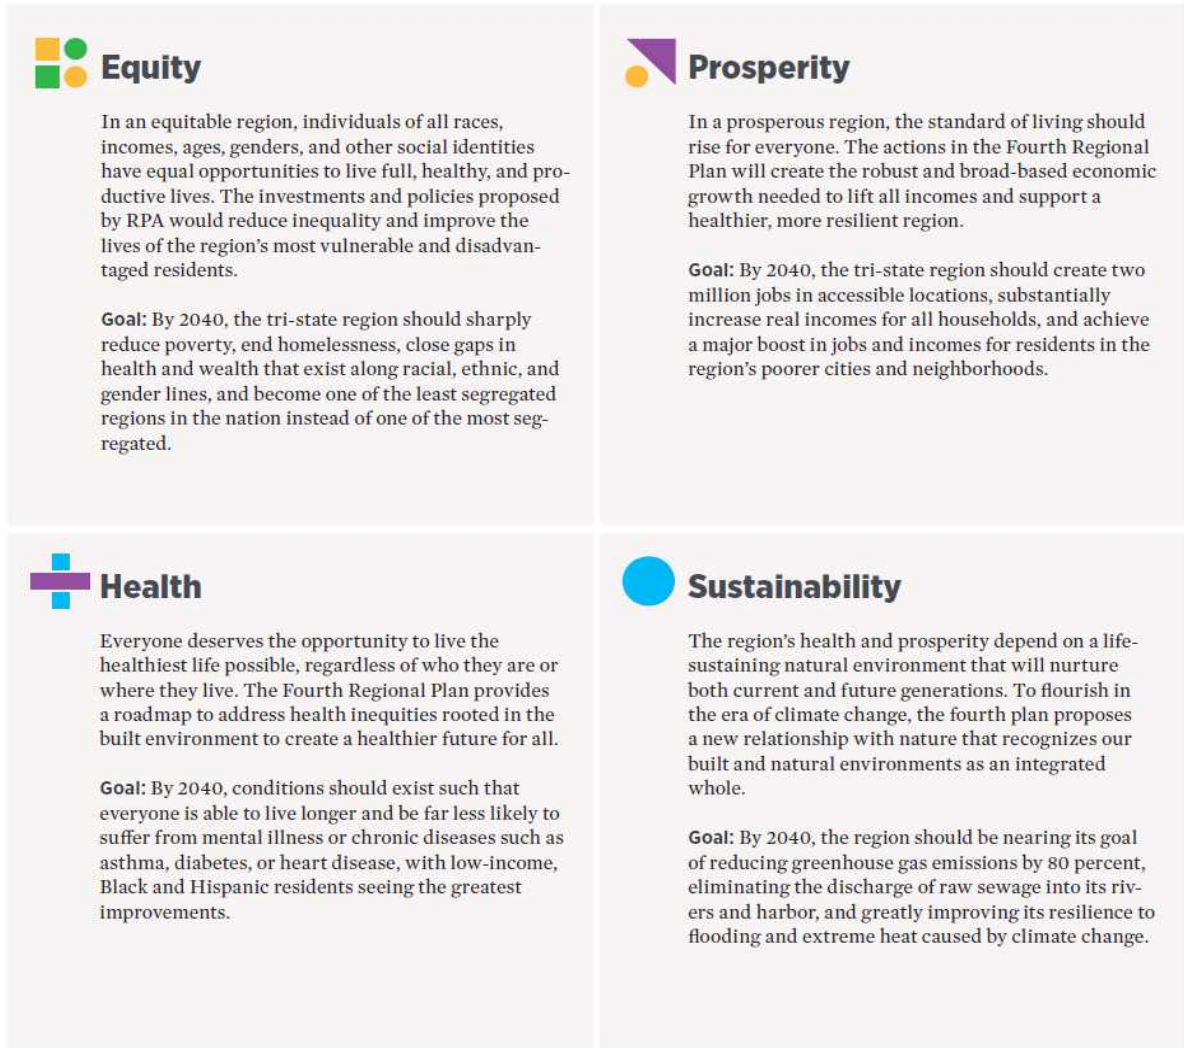 Equity
In an equitable region, individuals of all races,
incomes, ages, genders, and other social identities
have equal opportunities to live full, healthy, and pro-
ductive lives. The investments and policies proposed
by RPA would reduce inequality and improve the
lives of the region's most vulnerable and disadvan-
taged residents.
Goal: By 2040, the tri-state region should sharply
reduce poverty, end homelessness, close gaps in
health and wealth that exist along racial, ethnic, and
gender lines, and become one of the least segregated
regions in the nation instead of one of the most seg-
regated.
Prosperity
In a prosperous region, the standard of living should
rise for everyone. The actions in the Fourth Regional
Plan will create the robust and broad-based economic
growth needed to lift all incomes and support a
healthier, more resilient region.
Goal: By 2040, the tri-state region should create two
million jobs in accessible locations, substantially
increase real incomes for all households, and achieve
a major boost in jobs and incomes for residents in the
region's poorer cities and neighborhoods.
Health
Everyone deserves the opportunity to live the
healthiest life possible, regardless of who they are or
where they live. The Fourth Regional Plan provides
a roadmap to address health inequities rooted in the
built environment to create a healthier future for all.
Goal: By 2040, conditions should exist such that
everyone is able to live longer and be far less likely to
suffer from mental illness or chronic diseases such as
asthma, diabetes, or heart disease, with low-income,
Black and Hispanic residents seeing the greatest
improvements.
Sustainability
The region's health and prosperity depend on a life-
sustaining natural environment that will nurture
both current and future generations. To flourish in
the era of climate change, the fourth plan proposes
a new relationship with nature that recognizes our
built and natural environments as an integrated
whole.
Goal: By 2040, the region should be nearing its goal
of reducing greenhouse gas emissions by 80 percent,
eliminating the discharge of raw sewage into its riv-
ers and harbor, and greatly improving its resilience to
flooding and extreme heat caused by climate change.